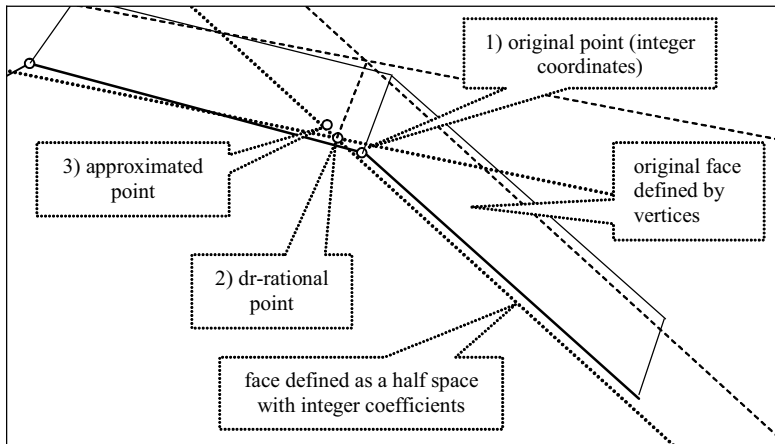 1) original point (integer
coordinates)
3) approximated
point
original face
defined by
vertices
2) dr-rational
point
face defined as a half space
with integer coefficients